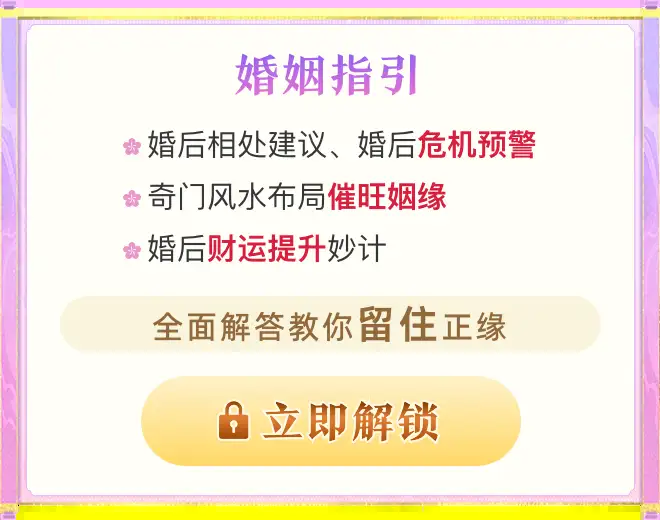 婚姻指引
婚后相处建议、婚后危机预警
奇门风水布局催旺姻缘
婚后财运提升妙计
全面解答教你留住正缘
立即解锁